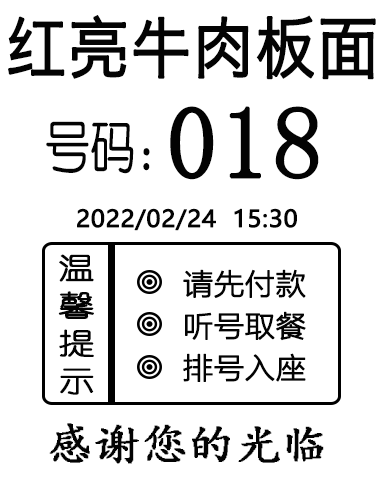 红亮牛肉板面
号码：018
2022/02/24 15:30
温馨提示
请先付款
听号取餐
排号入座
感谢您的光临